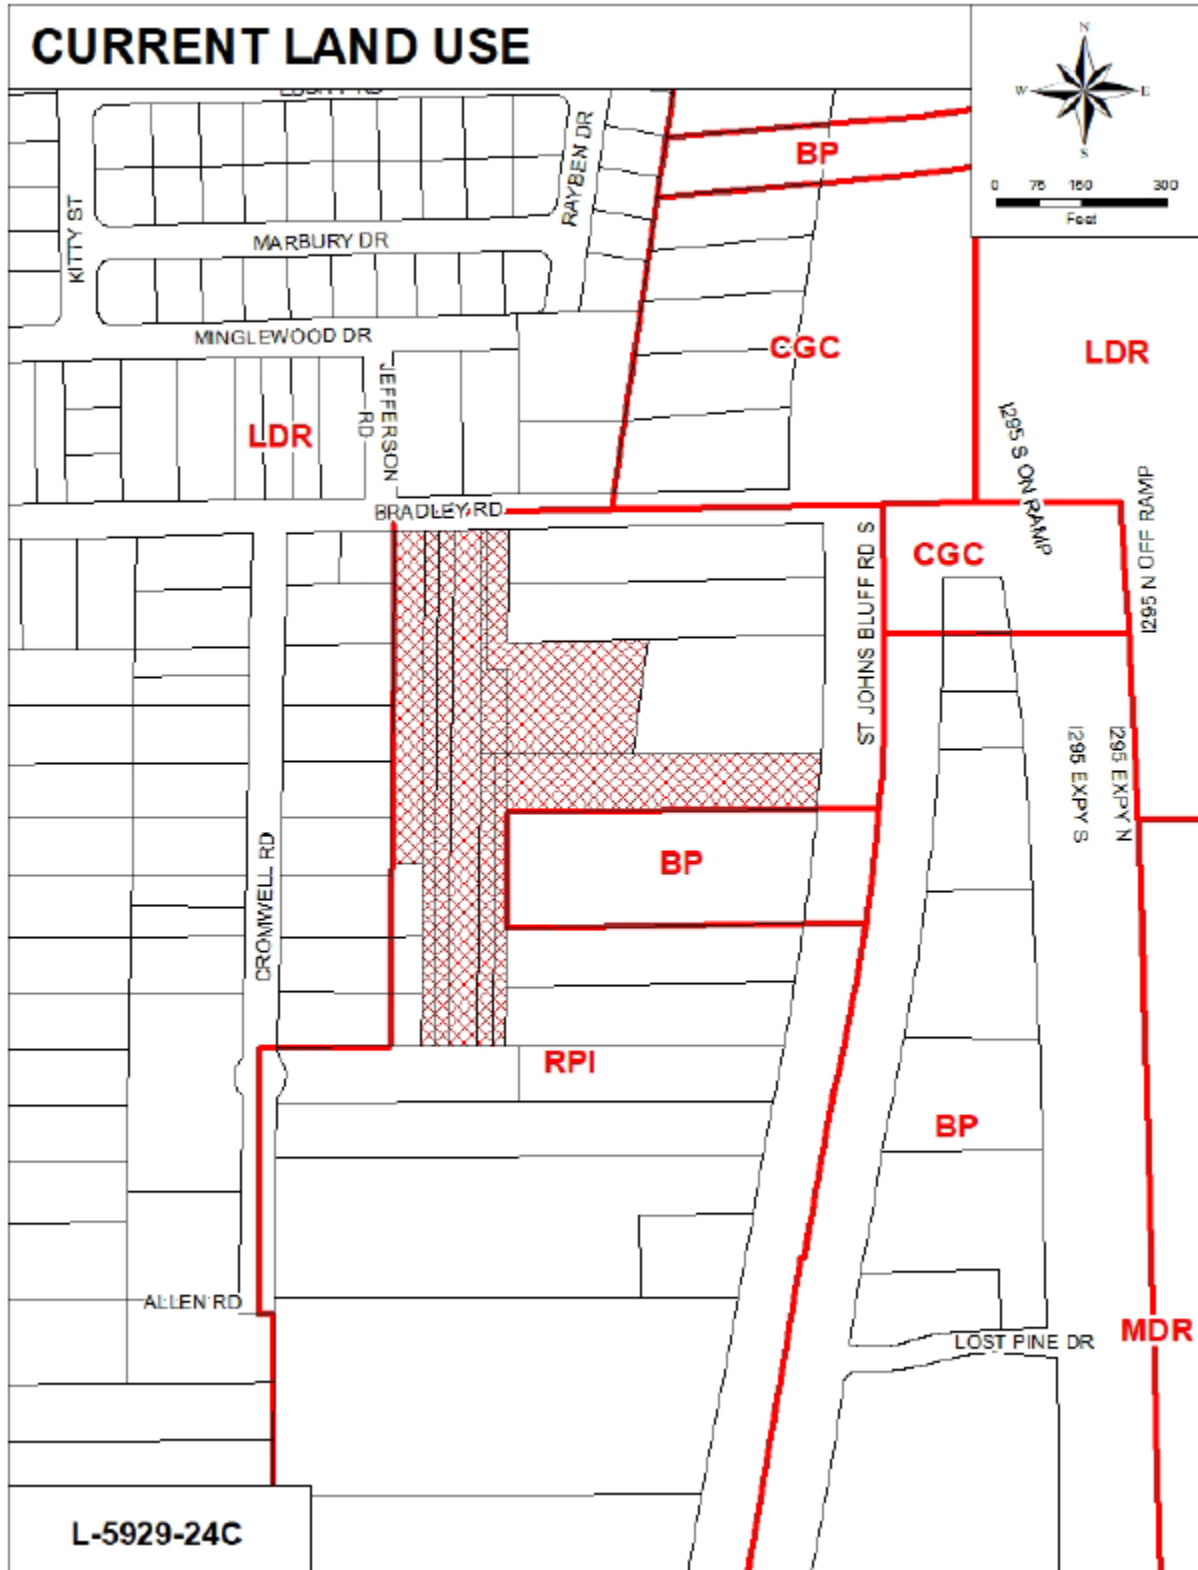 CURRENT LAND USE
N
W
E
S
0 75 150 300
Feet
RAYBEN DR
BP
KITTY ST
MARBURY DR
MINGLEWOOD DR
CGC
LDR
JEFFERSON
RD
LDR
I295 S ON RAMP
I295 N OFF RAMP
BRADLEY RD
ST JOHNS BLUFF RD S
CGC
I295 EXPY S
I295 EXPY N
CROMWELL RD
BP
RPI
BP
ALLEN RD
LOST PINE DR
MDR
L-5929-24C